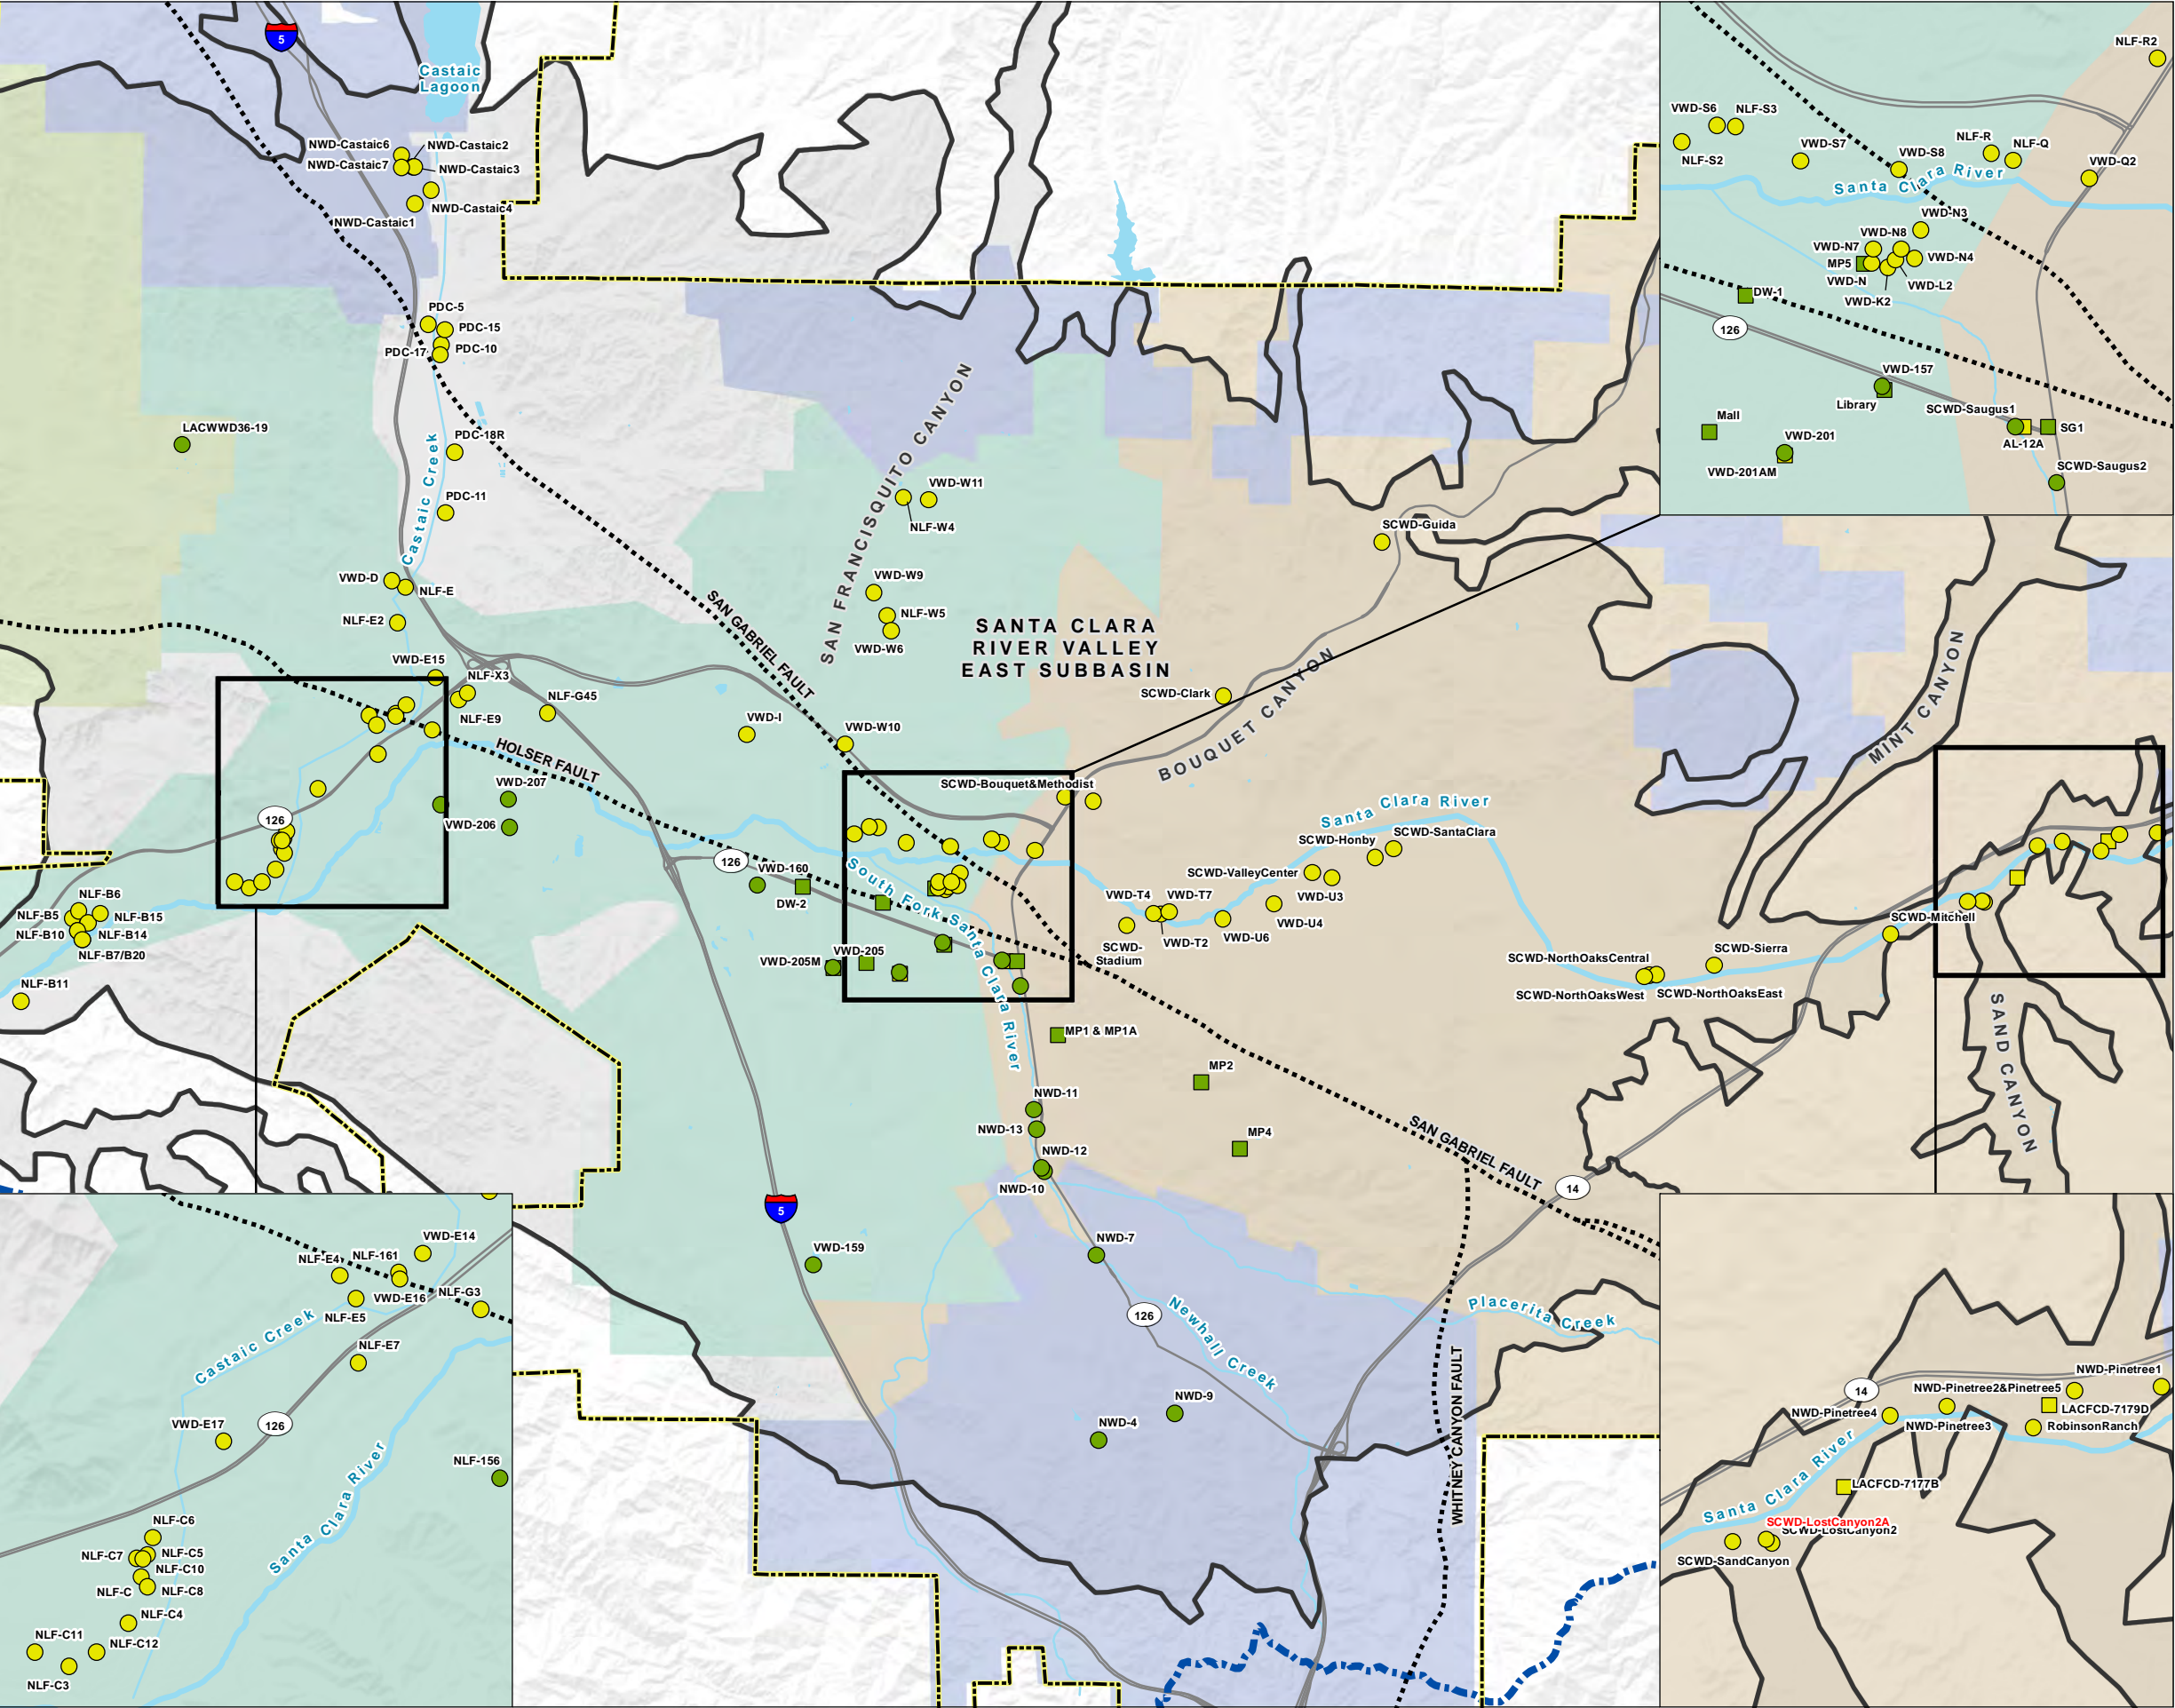 5
Castaic
Lagoon
NWD-Castaic6
NWD-Castaic2
NWD-Castaic7
NWD-Castaic3
NWD-Castaic4
NWD-Castaic1
PDC-5
PDC-15
PDC-10
PDC-17
LACWWD36-19
PDC-18R
PDC-11
Castaic Creek
VWD-D
NLF-E
NLF-E2
VWD-E15
NLF-X3
NLF-E9
NLF-G45
SAN FRANCISQUITO CANYON
VWD-W11
NLF-W4
VWD-W9
NLF-W5
VWD-W6
SAN GABRIEL FAULT
SANTA CLARA
RIVER VALLEY
EAST SUBBASIN
SCWD-Guida
SCWD-Clark
BOUQUET CANYON
MINT CANYON
VWD-I
VWD-W10
HOLSER FAULT
VWD-207
VWD-206
126
126
SCWD-Bouquet&Methodist
Santa Clara River
SCWD-Honby
SCWD-SantaClara
SCWD-ValleyCenter
VWD-U3
VWD-T4
VWD-T7
VWD-U4
VWD-U6
VWD-T2
SCWD-
Stadium
VWD-160
DW-2
South Fork Santa Clara River
VWD-205
VWD-205M
NLF-B6
NLF-B5
NLF-B15
NLF-B10
NLF-B14
NLF-B7/B20
NLF-B11
SCWD-Mitchell
SCWD-Sierra
SCWD-NorthOaksCentral
SCWD-NorthOaksWest
SCWD-NorthOaksEast
SAND CANYON
MP1 & MP1A
MP2
MP4
NWD-11
NWD-13
NWD-12
NWD-10
SAN GABRIEL FAULT
14
5
VWD-159
NWD-7
126
Newhall Creek
Placerita Creek
WHITNEY CANYON FAULT
NWD-9
NWD-4
NLF-R2
VWD-S6
NLF-S3
NLF-S2
VWD-S7
VWD-S8
NLF-R
NLF-Q
VWD-Q2
Santa Clara River
VWD-N3
VWD-N8
VWD-N7
MP5
VWD-N4
VWD-N
VWD-L2
VWD-K2
DW-1
126
VWD-157
Library
Mall
SCWD-Saugus1
SG1
AL-12A
VWD-201
VWD-201AM
SCWD-Saugus2
VWD-E14
NLF-161
NLF-E4
VWD-E16
NLF-G3
NLF-E5
Castaic Creek
NLF-E7
VWD-E17
126
NLF-156
Santa Clara River
NLF-C6
NLF-C7
NLF-C5
NLF-C10
NLF-C
NLF-C8
NLF-C4
NLF-C11
NLF-C12
NLF-C3
NWD-Pinetree1
14
NWD-Pinetree2&Pinetree5
LACFCD-7179D
NWD-Pinetree4
NWD-Pinetree3
RobinsonRanch
Santa Clara River
LACFCD-7177B
SCWD-LostCanyon2A
SCWD-LostCanyon2
SCWD-SandCanyon